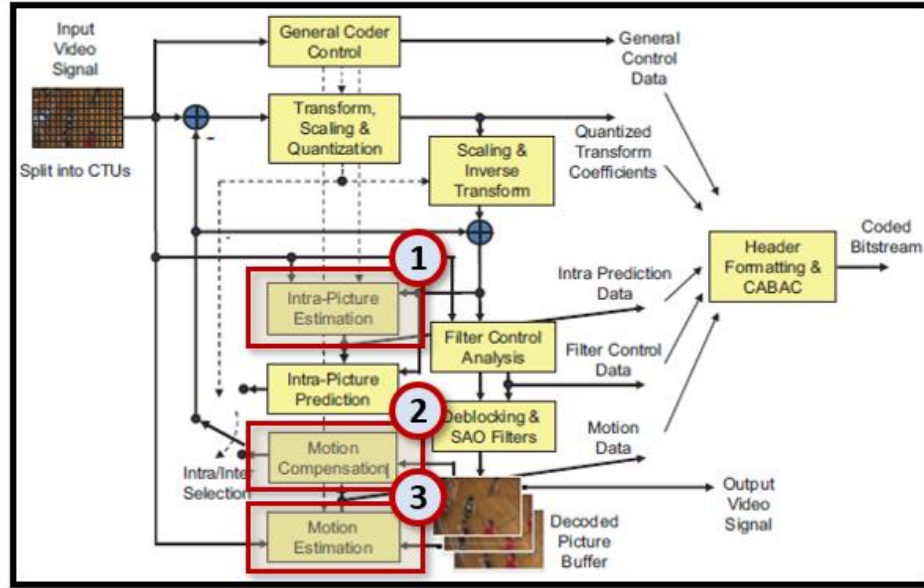 Input
Video
Signal
Split into CTUs
General Coder
Control
Transform,
Scaling &
Quantization
Scaling &
Inverse
Transform
General
Control
Data
Quantized
Transform
Coefficients
-
-
1
Intra-Picture
Estimation
Intra Prediction
Data
Header
Formatting &
CABAC
Coded
Bitstream
Filter Control
Analysis
Filter Control
Data
Intra-Picture
Prediction
2
Deblocking &
SAO Filters
Motion
Compensation
Motion
Data
Intra/Inter
Selection
3
Motion
Estimation
Decoded
Picture
Buffer
Output
Video
Signal